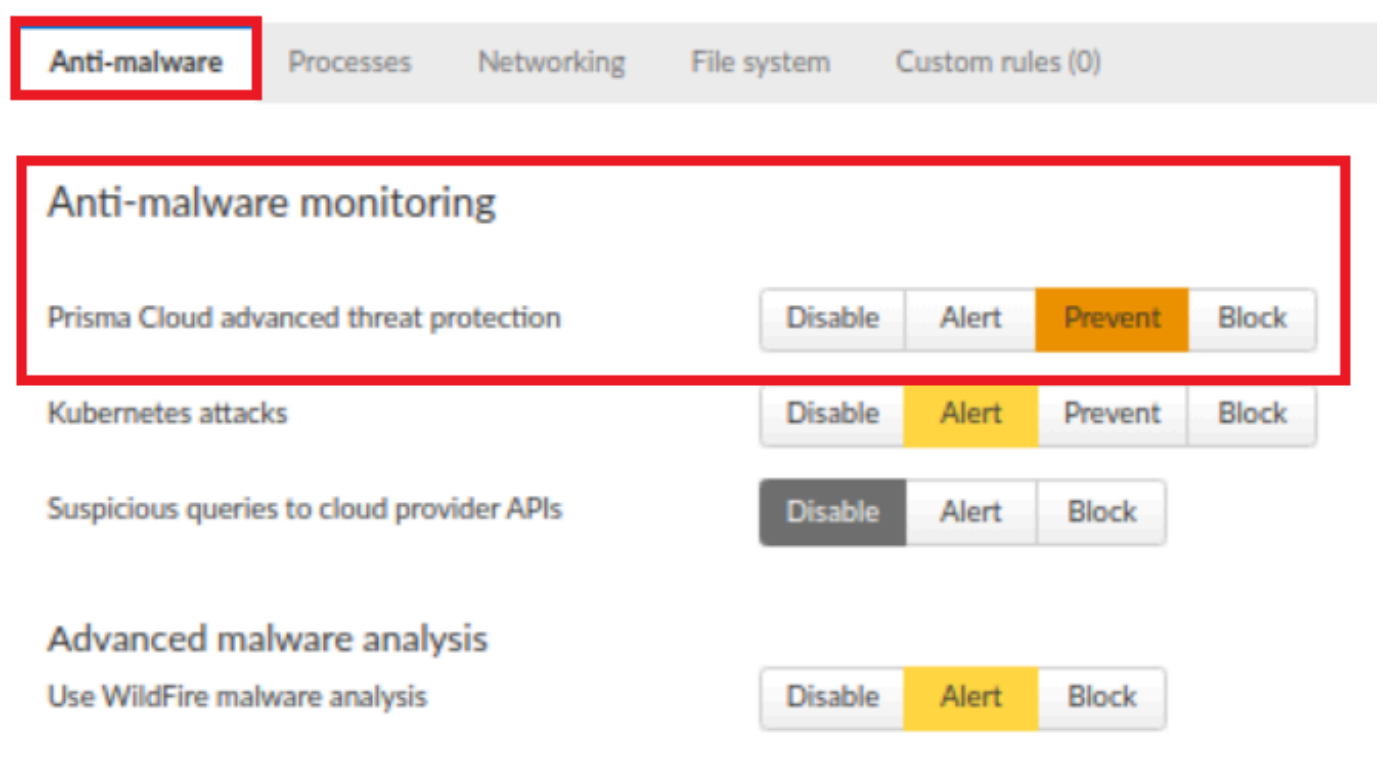 Anti-malware Processes Networking File system Custom rules (0)
Anti-malware monitoring
Prisma Cloud advanced threat protection Disable Alert Prevent Block
Kubernetes attacks Disable Alert Prevent Block
Suspicious queries to cloud provider APIs Disable Alert Block
Advanced malware analysis
Use WildFire malware analysis Disable Alert Block